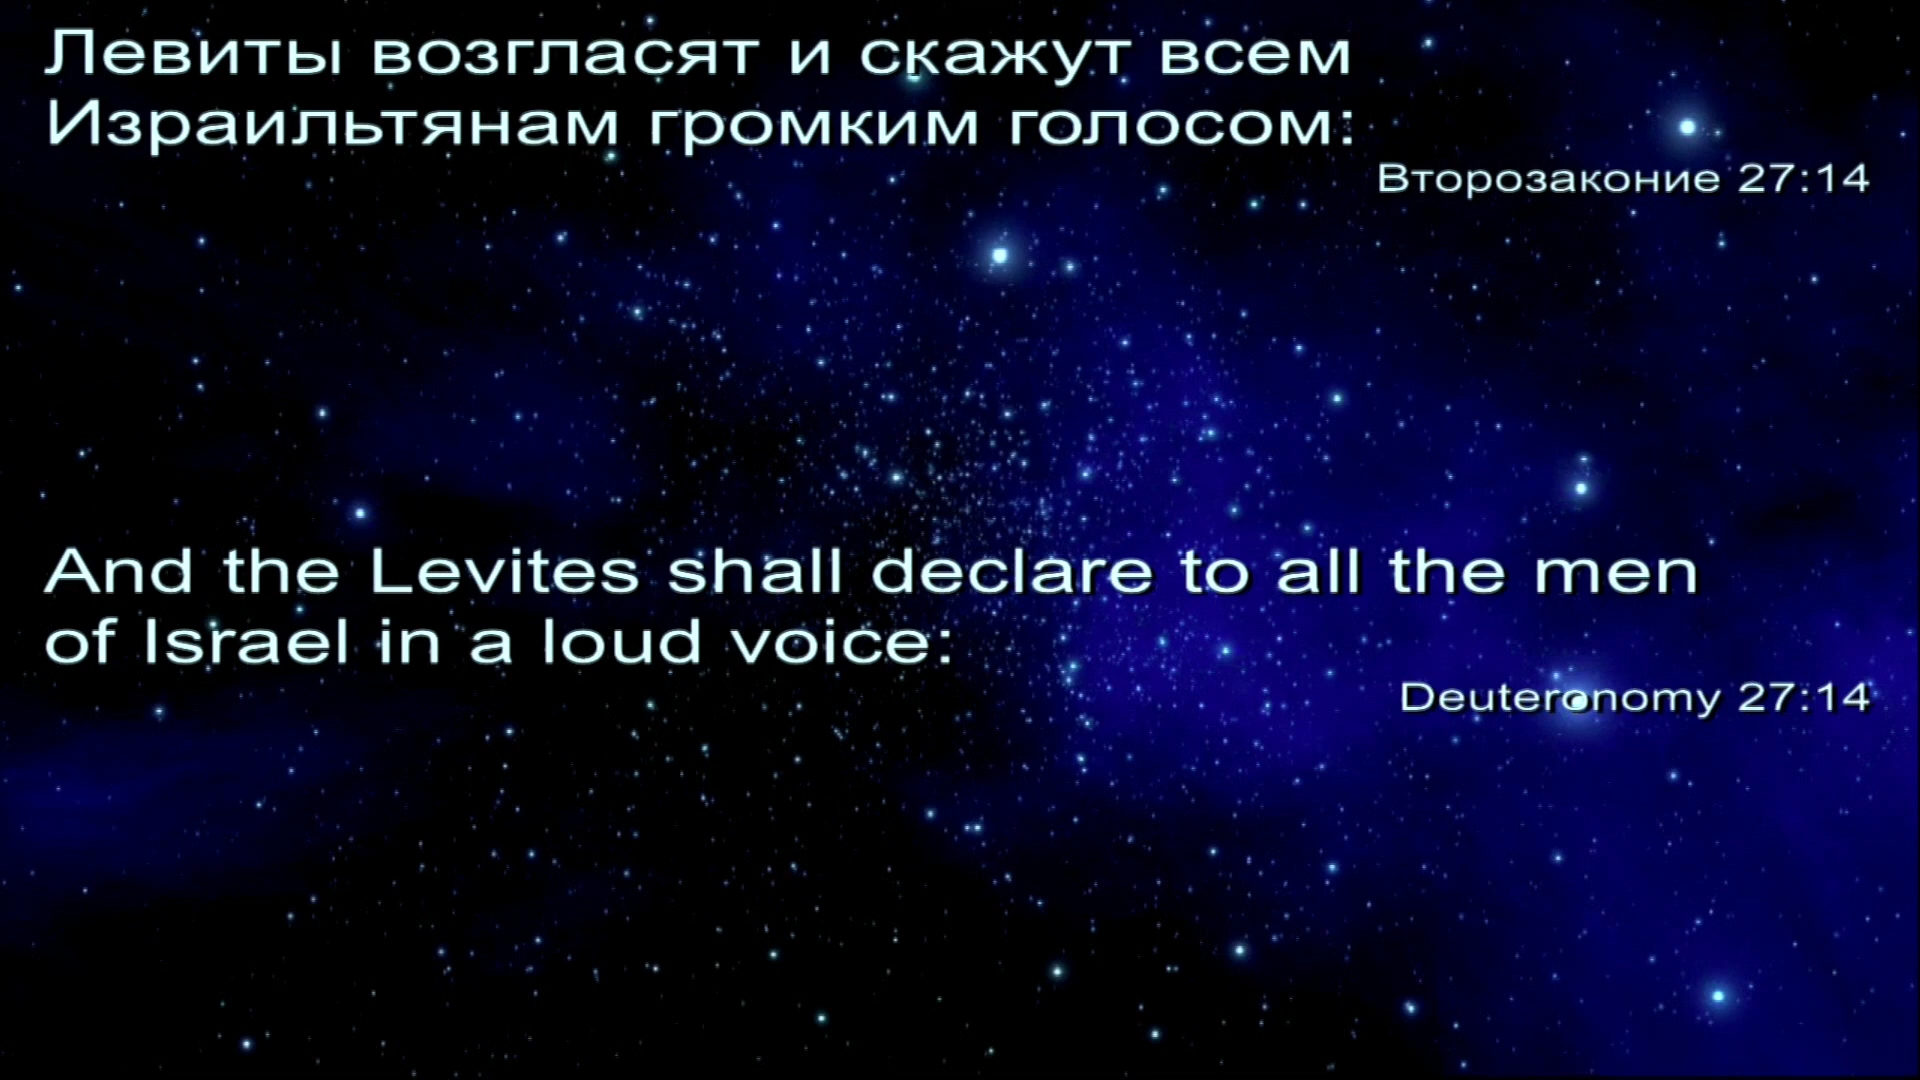 Левиты возгласят и скажут всем
Израильтянам громким голосом:
Второзаконие 27:14
And the Levites shall declare to all the men
of Israel in a loud voice:
Deuteronomy 27:14